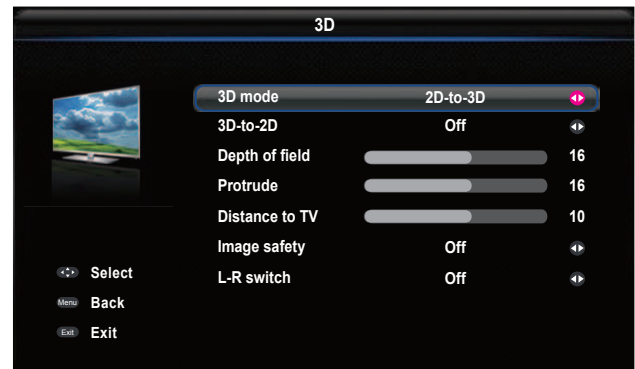 3D
3D mode 2D-to-3D
3D-to-2D Off
Depth of field 16
Protrude 16
Distance to TV 10
Image safety Off
L-R switch Off
Select
Menu Back
Exit Exit